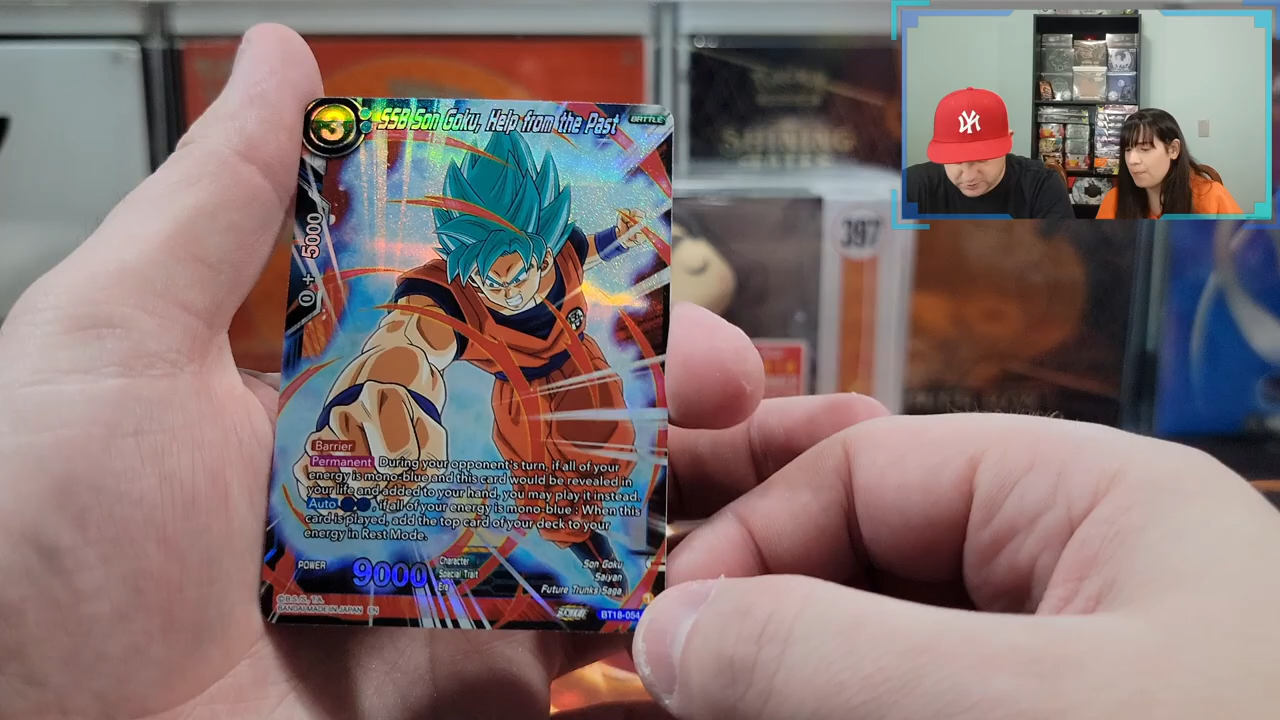 3
SSB Son Goku, Help from the Past
BATTLE
0 + 5000
Barrier
Permanent During your opponent's turn, if all of your
energy is mono-blue and this card would be revealed in
your life and added to your hand, you may play it instead.
Auto , if all of your energy is mono-blue : When this
card is played, add the top card of your deck to your
energy in Rest Mode.
POWER 9000
Character Son Goku
Special Trait Saiyan
Era Future Trunks Saga
©B.S./S., T.A.
BANDAI MADE IN JAPAN EN
BT18-054
SHINING
397
NY